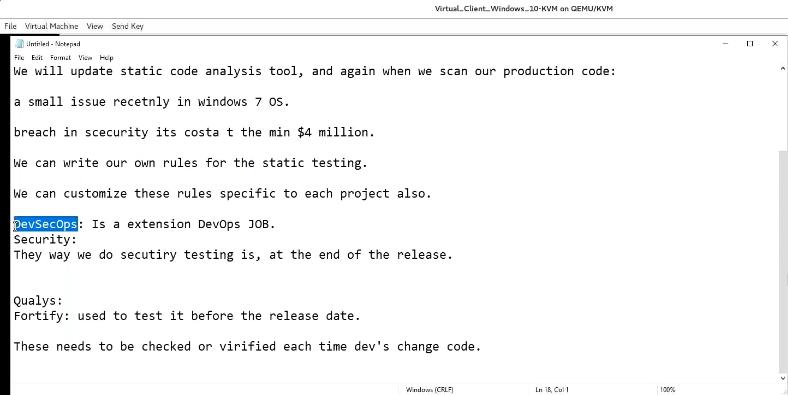 Virtual_Client_Windows_10-KVM on QEMU/KVM
File Virtual Machine View Send Key
Untitled - Notepad
File Edit Format View Help
We will update static code analysis tool, and again when we scan our production code:
a small issue recetnly in windows 7 OS.
breach in scecurity its costa t the min $4 million.
We can write our own rules for the static testing.
We can customize these rules specific to each project also.
DevSecOps: Is a extension DevOps JOB.
Security:
They way we do secutiry testing is, at the end of the release.
Qualys:
Fortify: used to test it before the release date.
These needs to be checked or virified each time dev's change code.
Windows (CRLF) Ln 18, Col 1 100%